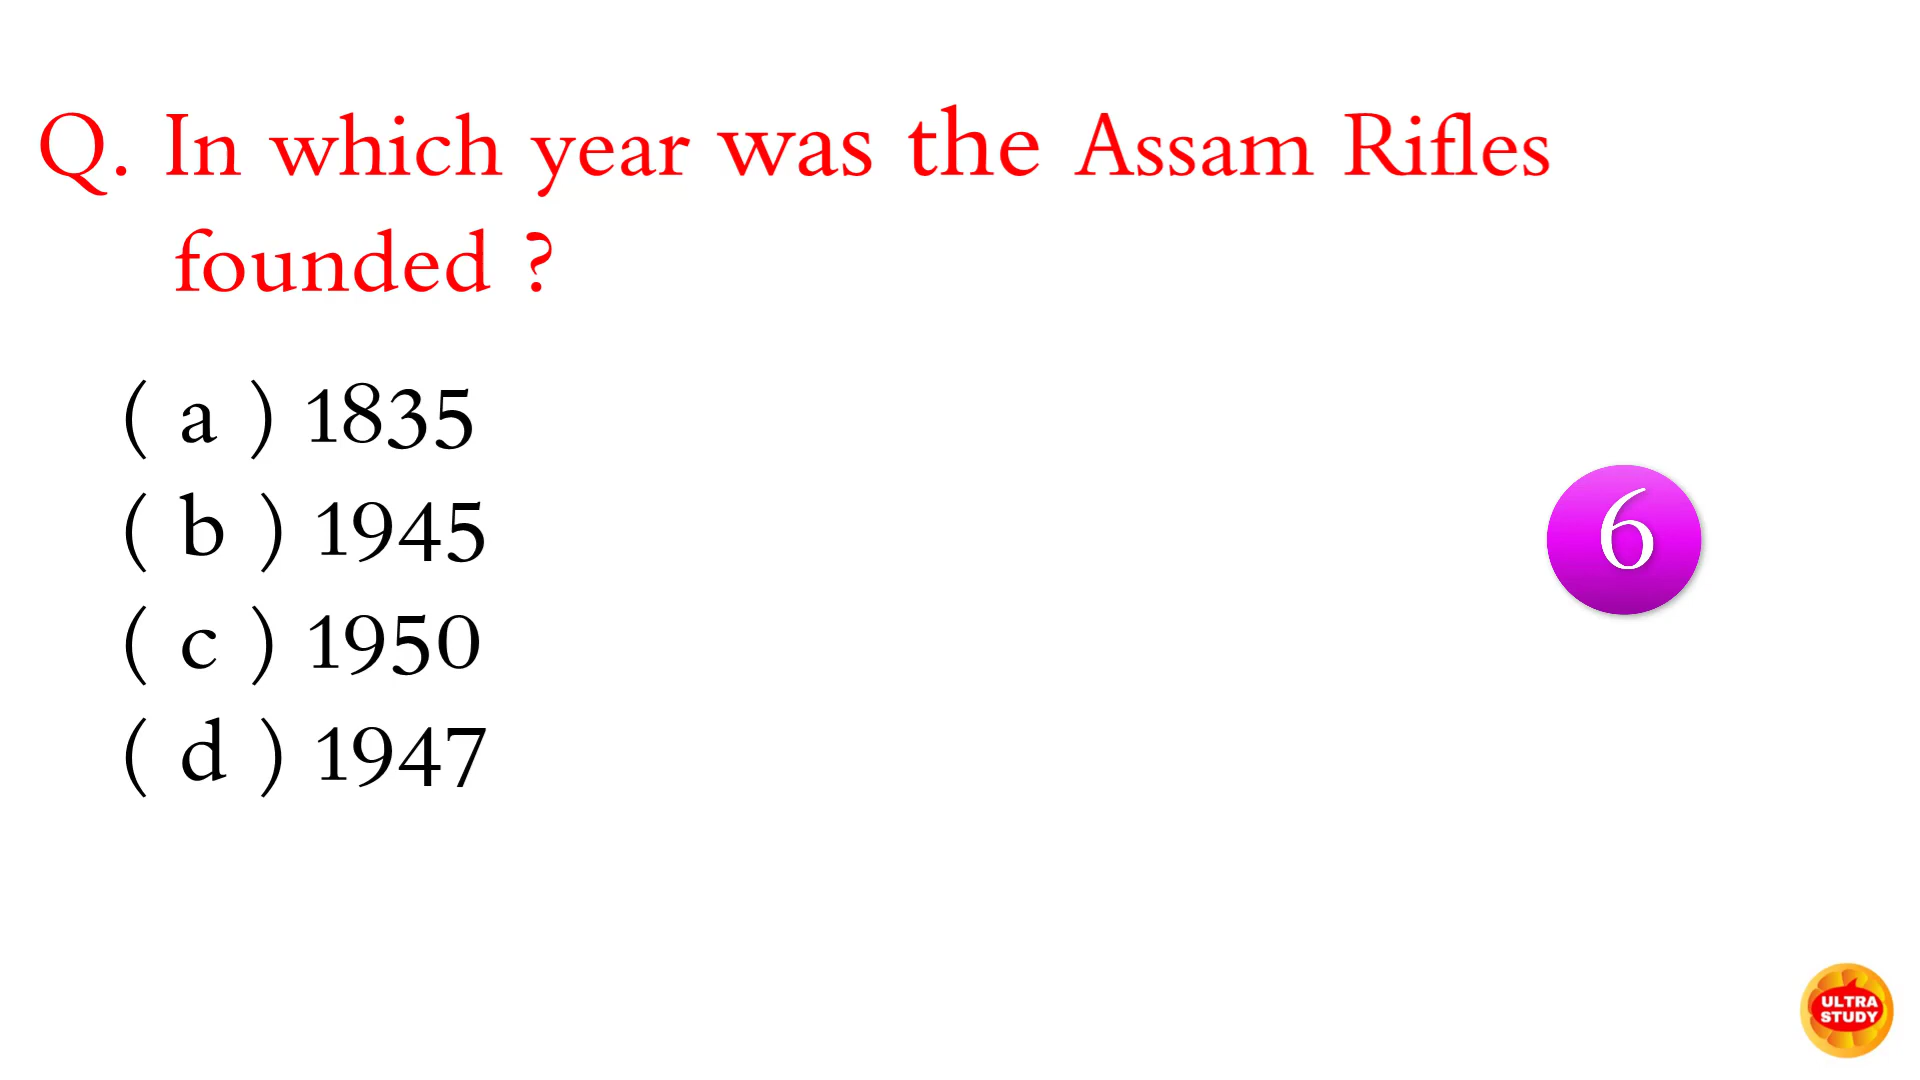 Q. In which year was the Assam Rifles
founded ?
( a ) 1835
( b ) 1945
( c ) 1950
( d ) 1947
6
ULTRA
STUDY